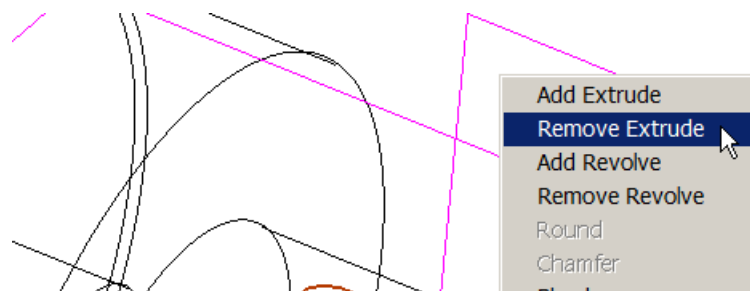 Add Extrude
Remove Extrude
Add Revolve
Remove Revolve
Round
Chamfer